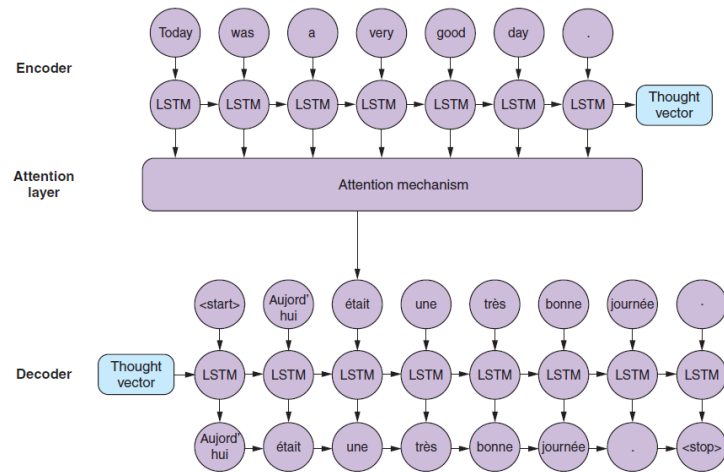 Today was a very good day .
Encoder
LSTM LSTM LSTM LSTM LSTM LSTM LSTM
Thought
vector
Attention
layer
Attention mechanism
<start> Aujord'
hui était une très bonne journée .
Decoder
Thought
vector
LSTM LSTM LSTM LSTM LSTM LSTM LSTM LSTM
Aujord'
hui était une très bonne journée . <stop>